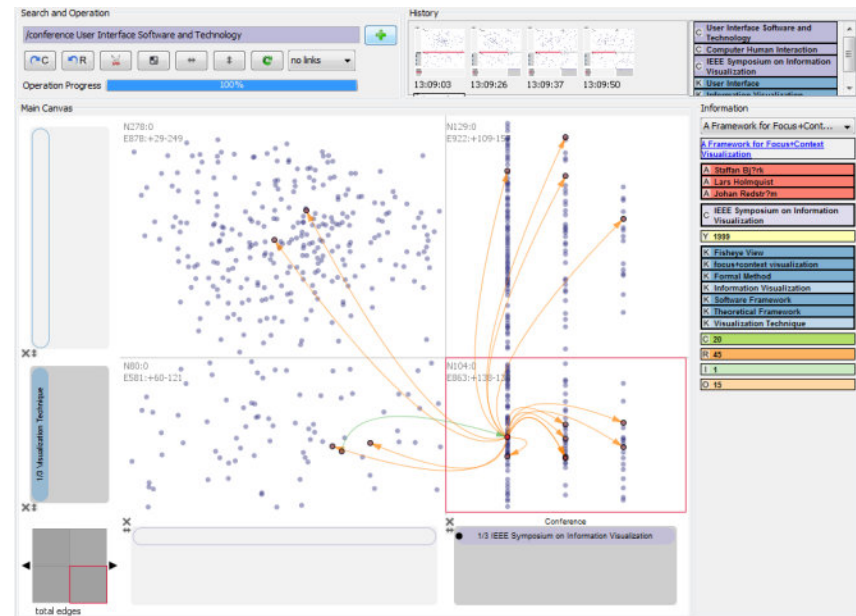 Search and Operation
/conference User Interface Software and Technology
C
R
no links
Operation Progress
100%
History
13:09:03
13:09:26
13:09:37
13:09:50
C User Interface Software and
Technology
C Computer Human Interaction
C IEEE Symposium on Information
Visualization
K User Interface
K Information Visualization
Main Canvas
N278:0
E878:+29-249
N129:0
N80:0
E581:+60-121
N104:0
1/3 Visualization Technique
Conference
1/3 IEEE Symposium on Information Visualization
total edges
Information
A Framework for Focus+Cont...
A Framework for Focus+Context
Visualization
A Staffan Bj?rk
A Lars Holmquist
A Johan Redstr?m
C IEEE Symposium on Information
Visualization
Y 1999
K Fisheye View
K focus+context visualization
K Formal Method
K Information Visualization
K Software Framework
K Theoretical Framework
K Visualization Technique
C 20
R 45
I 1
O 15